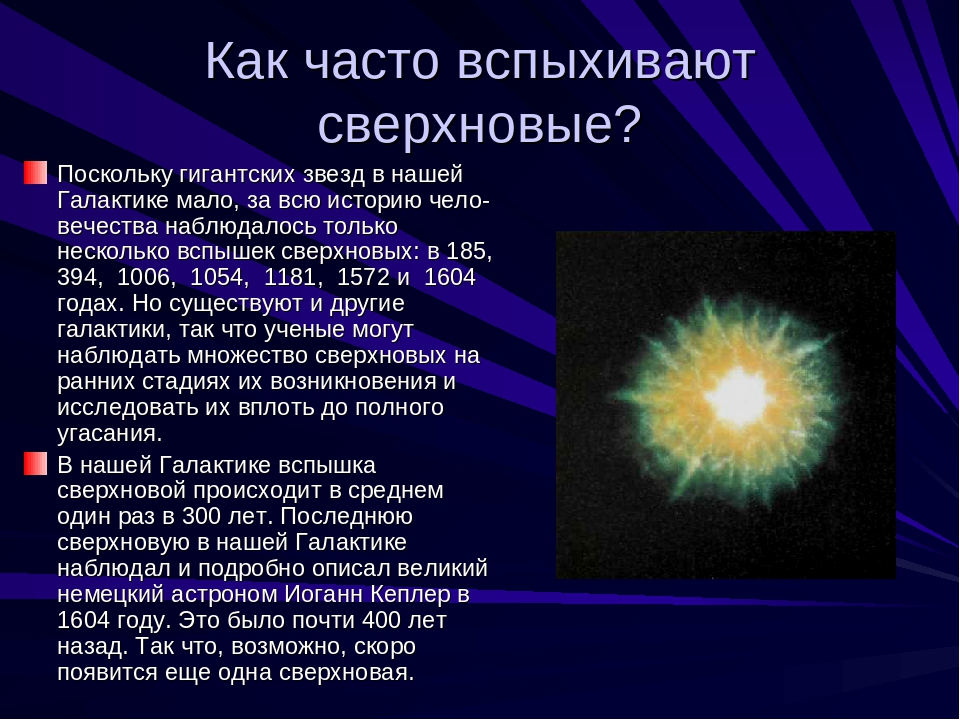 Как часто вспыхивают
сверхновые?
Поскольку гигантских звезд в нашей
Галактике мало, за всю историю чело-
вечества наблюдалось только
несколько вспышек сверхновых: в 185,
394,  1006,  1054,  1181,  1572 и  1604
годах. Но существуют и другие
галактики, так что ученые могут
наблюдать множество сверхновых на
ранних стадиях их возникновения и
исследовать их вплоть до полного
угасания.
В нашей Галактике вспышка
сверхновой происходит в среднем
один раз в 300 лет. Последнюю
сверхновую в нашей Галактике
наблюдал и подробно описал великий
немецкий астроном Иоганн Кеплер в
1604 году. Это было почти 400 лет
назад. Так что, возможно, скоро
появится еще одна сверхновая.